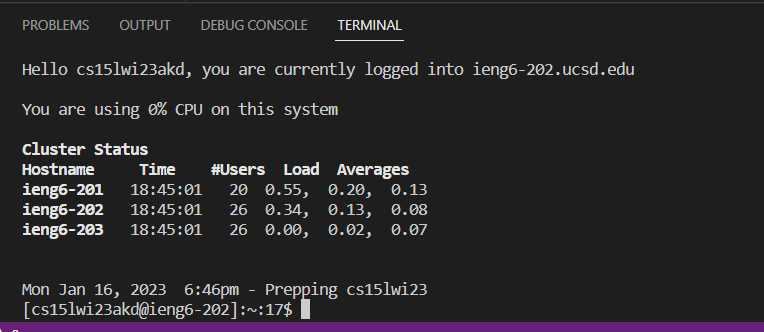 PROBLEMS OUTPUT DEBUG CONSOLE TERMINAL
Hello cs15lwi23akd, you are currently logged into ieng6-202.ucsd.edu
You are using 0% CPU on this system
Cluster Status
Hostname Time #Users Load Averages
ieng6-201 18:45:01 20 0.55, 0.20, 0.13
ieng6-202 18:45:01 26 0.34, 0.13, 0.08
ieng6-203 18:45:01 26 0.00, 0.02, 0.07
Mon Jan 16, 2023 6:46pm - Prepping cs15lwi23
[cs15lwi23akd@ieng6-202]:~:17$